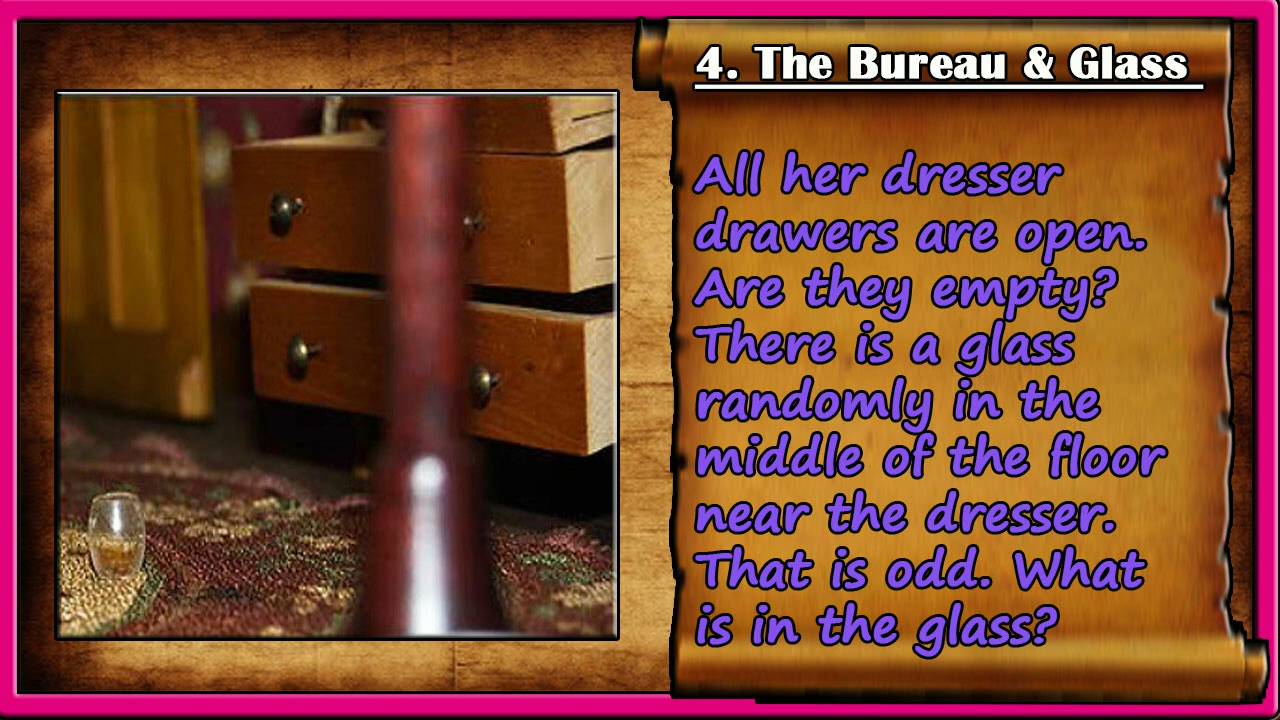 4. The Bureau & Glass
All her dresser
drawers are open.
Are they empty?
There is a glass
randomly in the
middle of the floor
near the dresser.
That is odd. What
is in the glass?